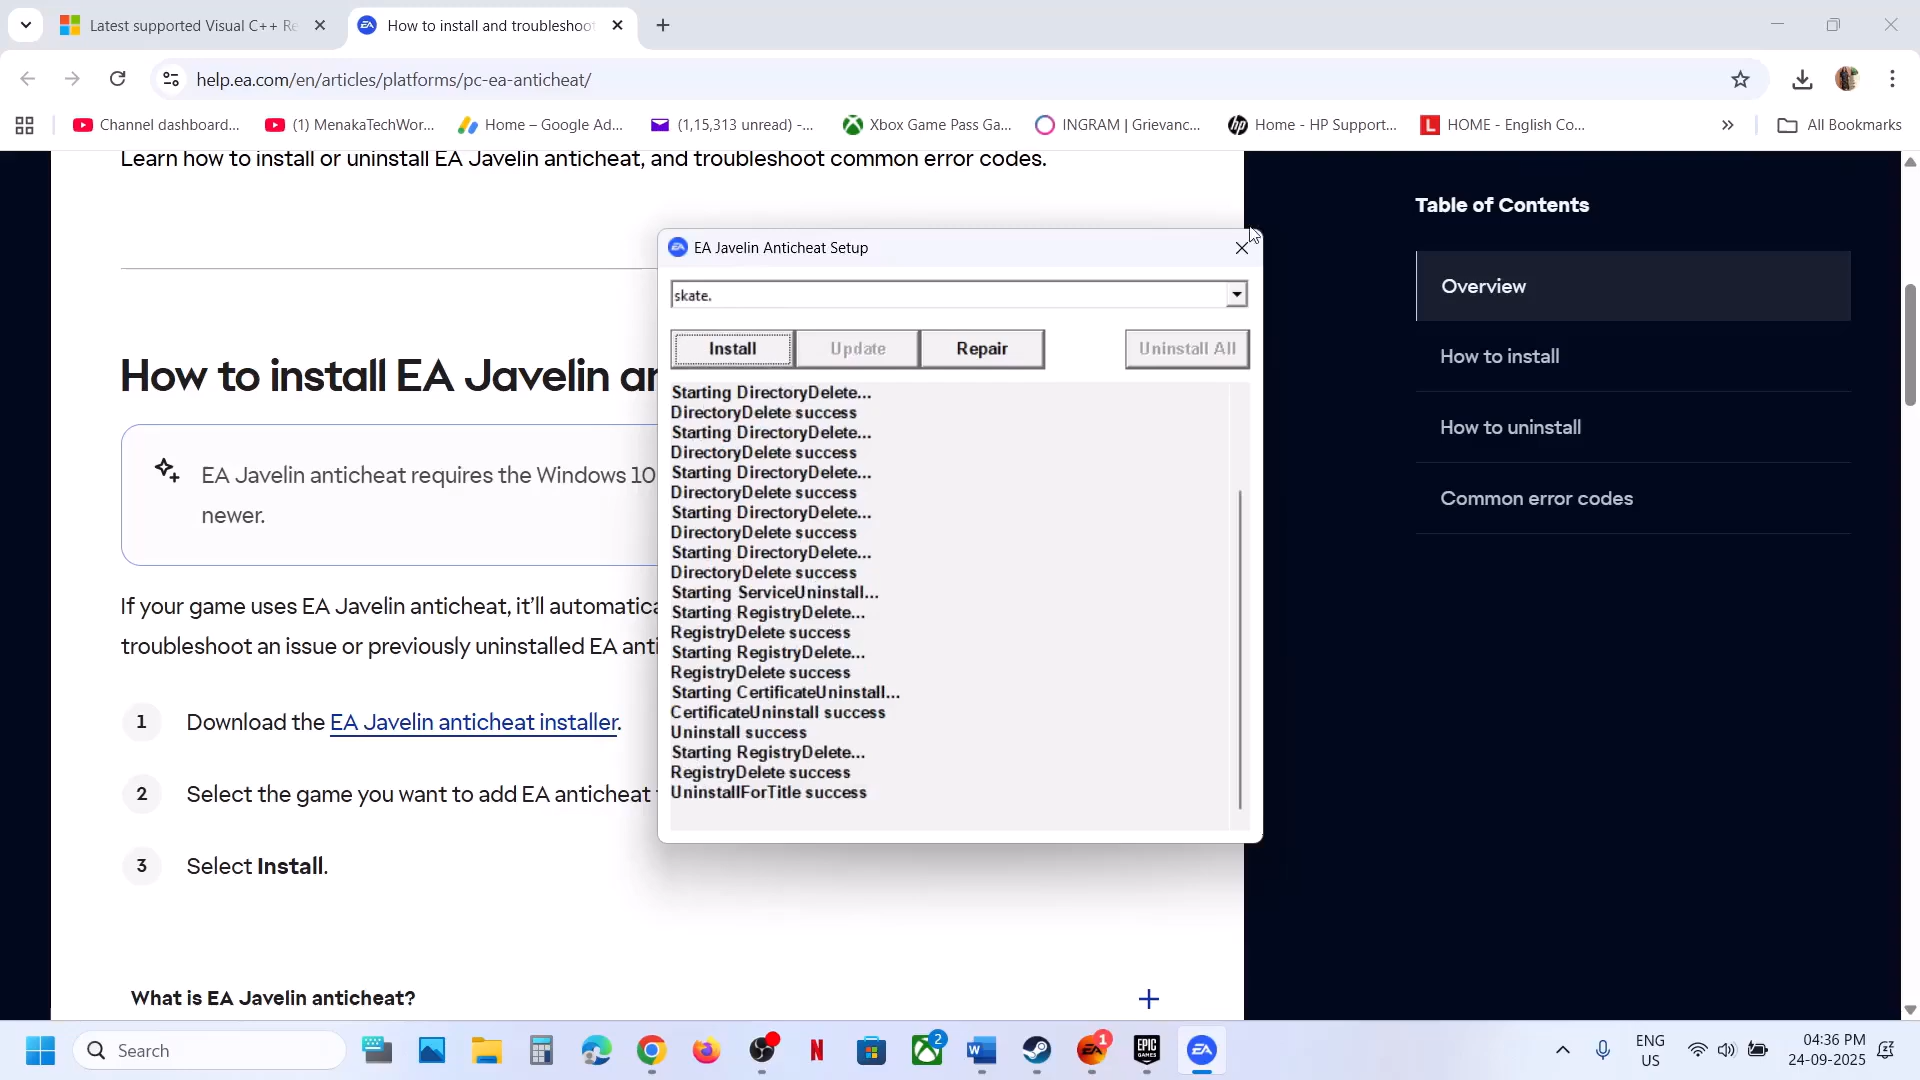 Latest supported Visual C++ Re
How to install and troubleshoot
help.ea.com/en/articles/platforms/pc-ea-anticheat/
Channel dashboard...
(1) MenakaTechWor...
Home – Google Ad...
(1,15,313 unread) -...
Xbox Game Pass Ga...
INGRAM | Grievanc...
Home - HP Support...
HOME - English Co...
All Bookmarks
Learn how to install or uninstall EA Javelin anticheat, and troubleshoot common error codes.
How to install EA Javelin an
EA Javelin anticheat requires the Windows 10
newer.
If your game uses EA Javelin anticheat, it'll automatica
troubleshoot an issue or previously uninstalled EA anti
1 Download the EA Javelin anticheat installer.
2 Select the game you want to add EA anticheat
3 Select Install.
What is EA Javelin anticheat?
EA Javelin Anticheat Setup
skate.
Install Update Repair Uninstall All
Starting DirectoryDelete...
DirectoryDelete success
Starting DirectoryDelete...
DirectoryDelete success
Starting DirectoryDelete...
DirectoryDelete success
Starting DirectoryDelete...
DirectoryDelete success
Starting DirectoryDelete...
DirectoryDelete success
Starting ServiceUninstall...
Starting RegistryDelete...
RegistryDelete success
Starting RegistryDelete...
RegistryDelete success
Starting CertificateUninstall...
CertificateUninstall success
Uninstall success
Starting RegistryDelete...
RegistryDelete success
UninstallForTitle success
Table of Contents
Overview
How to install
How to uninstall
Common error codes
Search
2
1
ENG
US
04:36 PM
24-09-2025